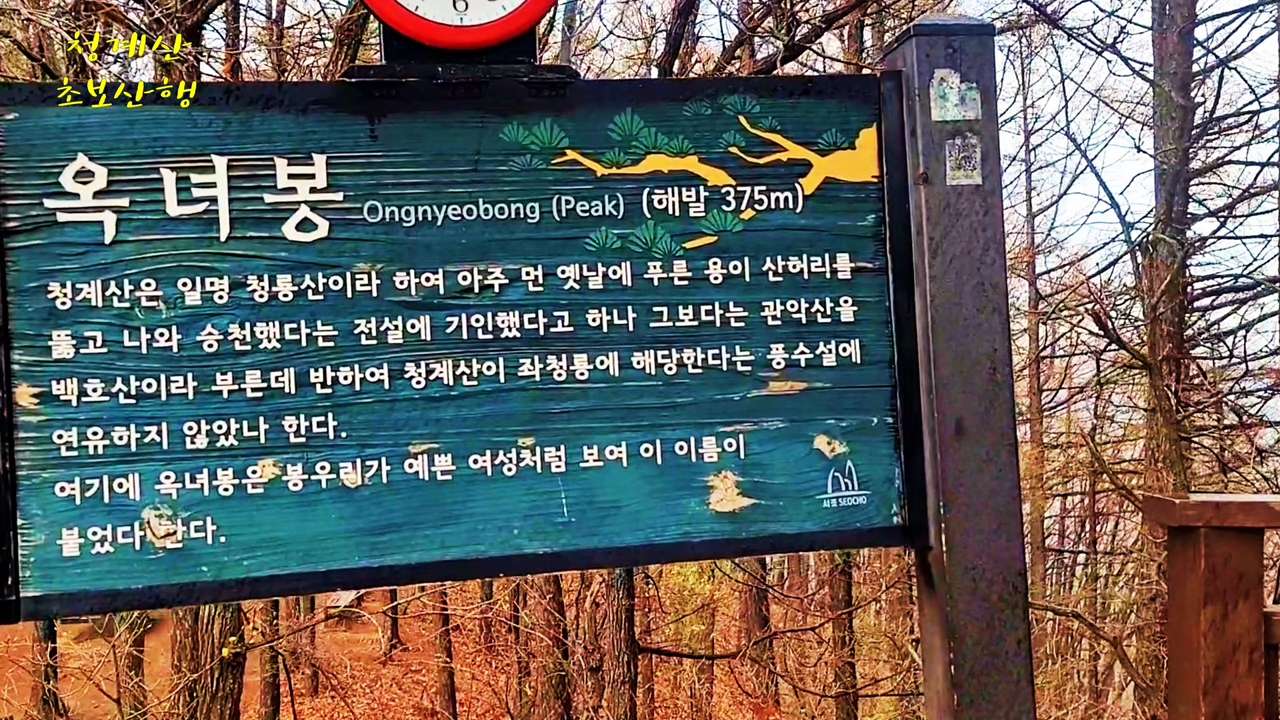 청계산
초보산행
6
옥녀봉 Ongnyeobong (Peak) (해발 375m)
청계산은 일명 청룡산이라 하여 아주 먼 옛날에 푸른 용이 산허리를
뚫고 나와 승천했다는 전설에 기인했다고 하나 그보다는 관악산을
백호산이라 부른데 반하여 청계산이 좌청룡에 해당한다는 풍수설에
연유하지 않았나 한다.
여기에 옥녀봉은 봉우리가 예쁜 여성처럼 보여 이 이름이
붙었다 한다.
서초 SEOCHO